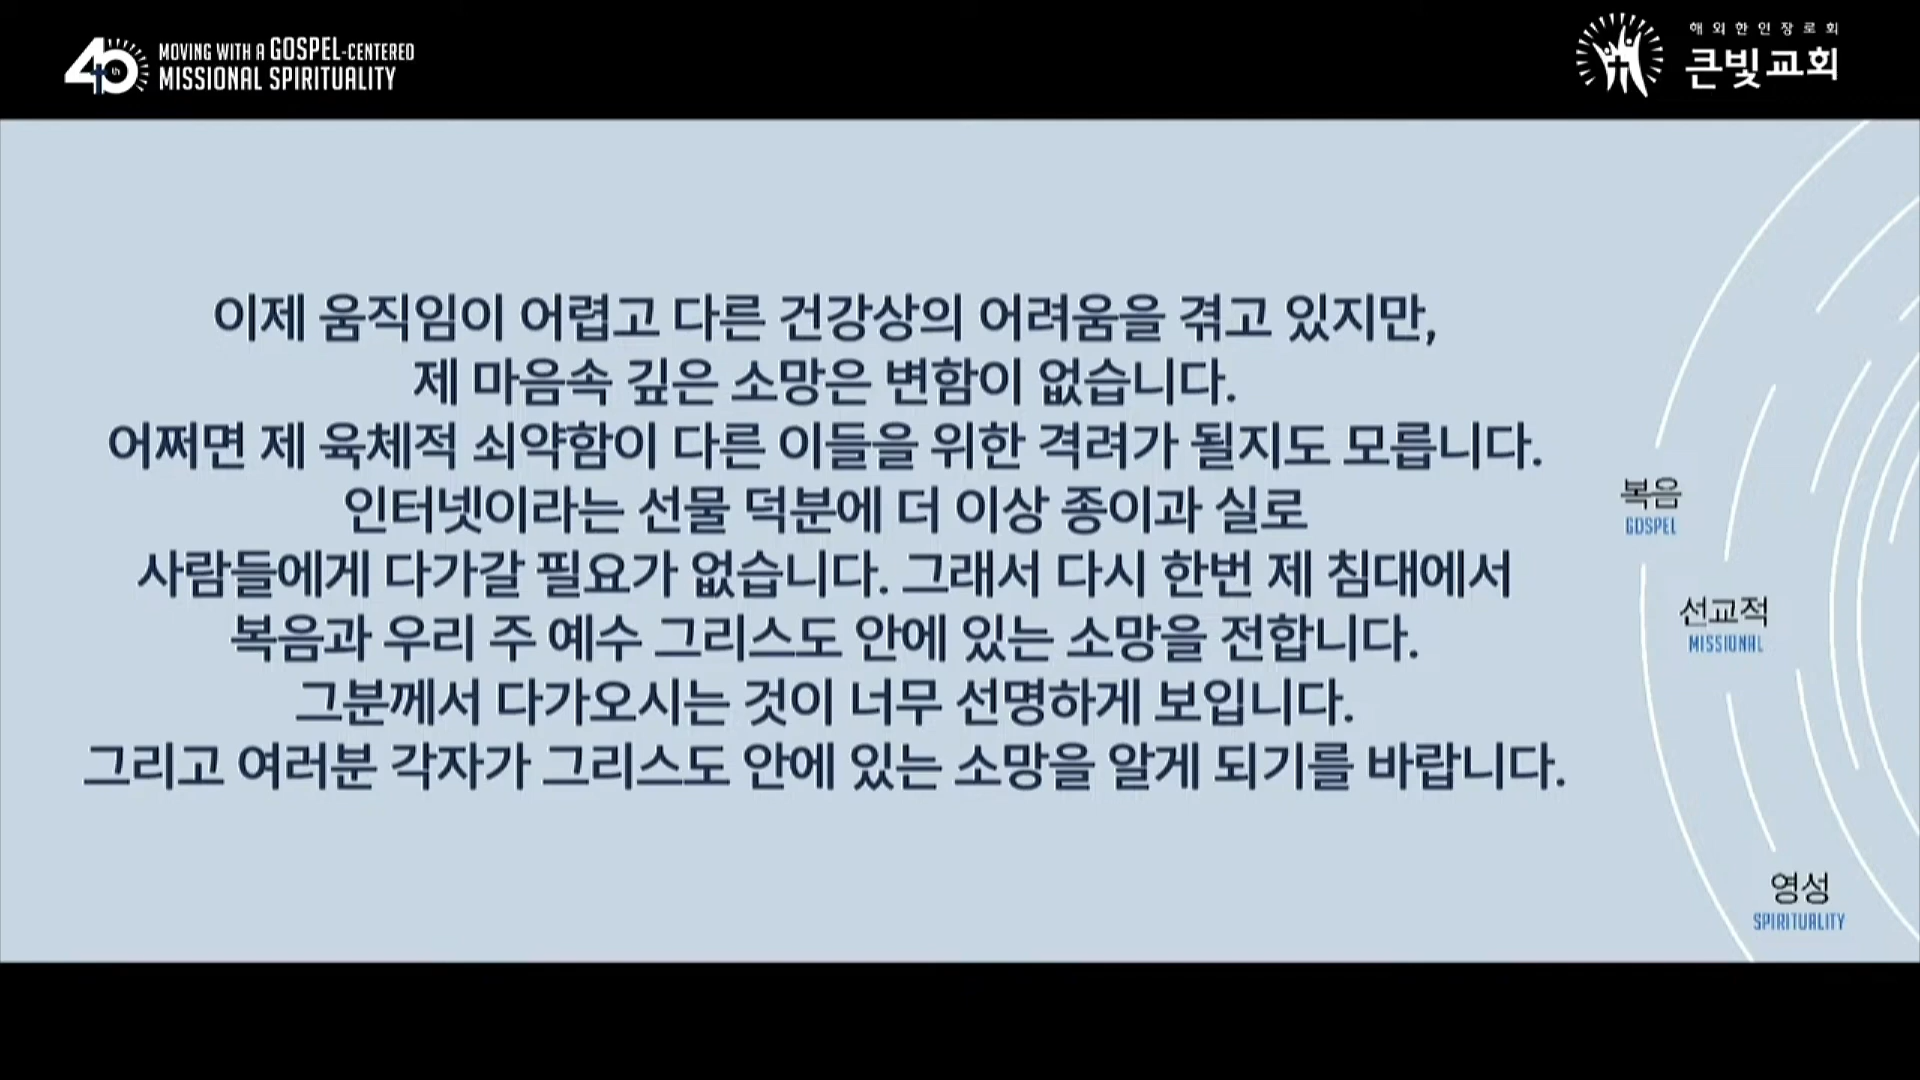 40th
MOVING WITH A GOSPEL-CENTERED
MISSIONAL SPIRITUALITY
해외한인장로회
큰빛교회
이제 움직임이 어렵고 다른 건강상의 어려움을 겪고 있지만,
제 마음속 깊은 소망은 변함이 없습니다.
어쩌면 제 육체적 쇠약함이 다른 이들을 위한 격려가 될지도 모릅니다.
인터넷이라는 선물 덕분에 더 이상 종이과 실로
사람들에게 다가갈 필요가 없습니다. 그래서 다시 한번 제 침대에서
복음과 우리 주 예수 그리스도 안에 있는 소망을 전합니다.
그분께서 다가오시는 것이 너무 선명하게 보입니다.
그리고 여러분 각자가 그리스도 안에 있는 소망을 알게 되기를 바랍니다.
복음
GOSPEL
선교적
MISSIONAL
영성
SPIRITUALITY